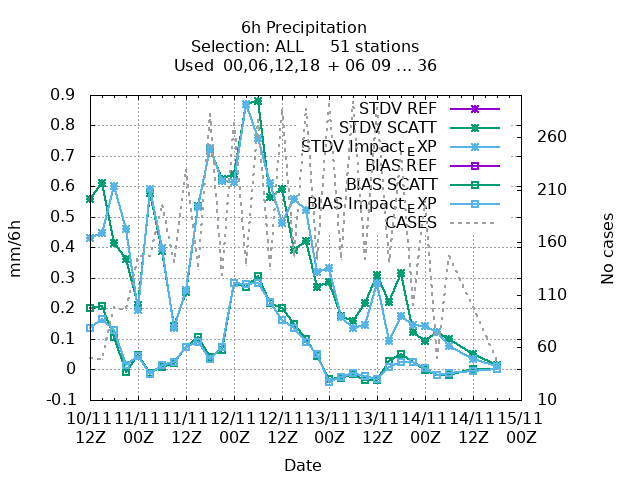 6h Precipitation
Selection: ALL 51 stations
Used 00,06,12,18 + 06 09 ... 36
STDV REF
STDV SCATT
STDV Impact_EXP
BIAS REF
BIAS SCATT
BIAS Impact_EXP
CASES
0.9
0.8
0.7
0.6
0.5
0.4
0.3
0.2
0.1
0
-0.1
mm/6h
260
210
160
110
60
10
No cases
10/11 11/11 11/11 12/11 12/11 13/11 13/11 14/11 14/11 15/11
12Z 00Z 12Z 00Z 12Z 00Z 12Z 00Z 12Z 00Z
Date